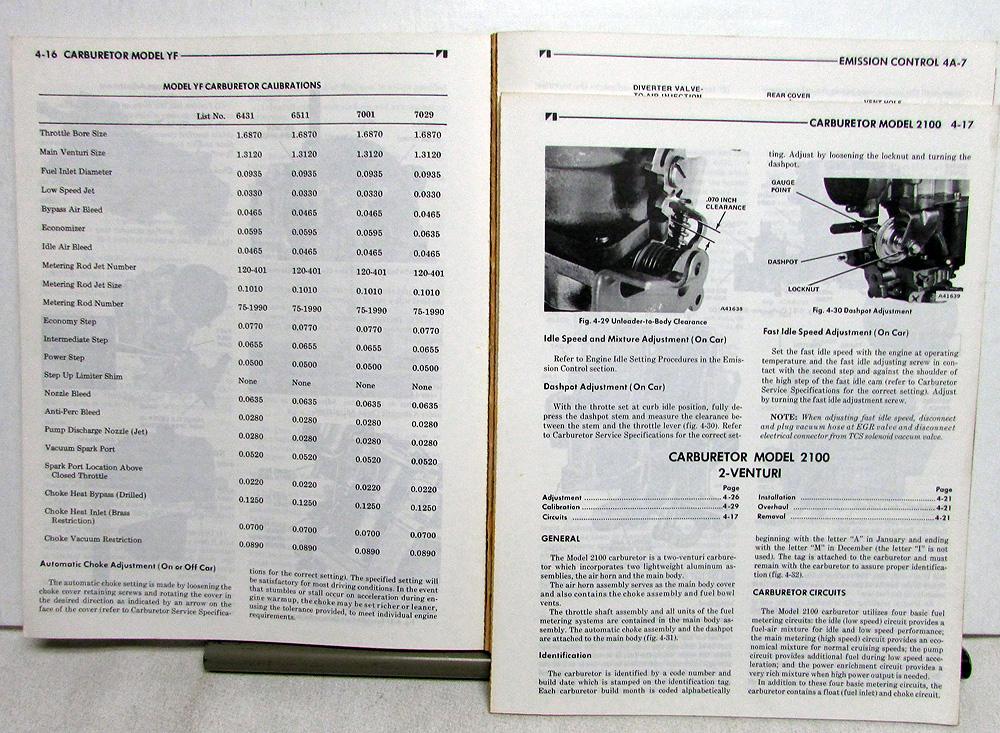 4-16 CARBURETOR MODEL YF
MODEL YF CARBURETOR CALIBRATIONS
List No. 6431 6511 7001 7029
Throttle Bore Size 1.6870 1.6870 1.6870 1.6870
Main Venturi Size 1.3120 1.3120 1.3120 1.3120
Fuel Inlet Diameter 0.0935 0.0935 0.0935 0.0935
Low Speed Jet 0.0330 0.0330 0.0330 0.0330
Bypass Air Bleed 0.0465 0.0465 0.0465 0.0465
Economizer 0.0595 0.0595 0.0595 0.0635
Idle Air Bleed 0.0465 0.0465 0.0465 0.0465
Metering Rod Jet Number 120-401 120-401 120-401 120-401
Metering Rod Jet Size 0.1010 0.1010 0.1010 0.1010
Metering Rod Number 75-1990 75-1990 75-1990 75-1990
Economy Step 0.0770 0.0770 0.0770 0.0770
Intermediate Step 0.0655 0.0655 0.0655 0.0655
Power Step 0.0500 0.0500 0.0500 0.0500
Step Up Limiter Shim None None None None
Nozzle Bleed 0.0635 0.0635 0.0635 0.0635
Anti-Perc Bleed 0.0280 0.0280 0.0280 0.0280
Pump Discharge Nozzle (Jet) 0.0280 0.0280 0.0280 0.0280
Vacuum Spark Port 0.0520 0.0520 0.0520 0.0520
Spark Port Location Above
Closed Throttle 0.0220 0.0220 0.0220 0.0220
Choke Heat Bypass (Drilled) 0.1250 0.1250 0.1250 0.1250
Choke Heat Inlet (Brass
Restriction) 0.0700 0.0700 0.0700 0.0700
Choke Vacuum Restriction 0.0890 0.0890 0.0890 0.0890
Automatic Choke Adjustment (On or Off Car)
The automatic choke setting is made by loosening the
choke cover retaining screws and rotating the cover in
the desired direction as indicated by an arrow on the
face of the cover (refer to Carburetor Service Specifica-
tions for the correct setting). The specified setting will
be satisfactory for most driving conditions. In the event
that stumbles or stall occur on acceleration during en-
gine warmup, the choke may be set richer or leaner,
using the tolerance provided, to meet individual engine
requirements.
EMISSION CONTROL 4A-7
DIVERTER VALVE-
TO-AIR INJECTION
REAR COVER
VENT HOLE
CARBURETOR MODEL 2100 4-17
.070 INCH
CLEARANCE
A41638
Fig. 4-29 Unloader-to-Body Clearance
Idle Speed and Mixture Adjustment (On Car)
Refer to Engine Idle Setting Procedures in the Emis-
sion Control section.
Dashpot Adjustment (On Car)
With the throtte set at curb idle position, fully de-
press the dashpot stem and measure the clearance be-
tween the stem and the throttle lever (fig. 4-30). Refer
to Carburetor Service Specifications for the correct set-
ting. Adjust by loosening the locknut and turning the
dashpot.
GAUGE
POINT
DASHPOT
LOCKNUT
A41639
Fig. 4-30 Dashpot Adjustment
Fast Idle Speed Adjustment (On Car)
Set the fast idle speed with the engine at operating
temperature and the fast idle adjusting screw in con-
tact with the second step and against the shoulder of
the high step of the fast idle cam (refer to Carburetor
Service Specifications for the correct setting). Adjust
by turning the fast idle adjustment screw.
NOTE: When adjusting fast idle speed, disconnect
and plug vacuum hose at EGR valve and disconnect
electrical connector from TCS solenoid vaccum valve.
CARBURETOR MODEL 2100
2-VENTURI
Page
Adjustment 4-26
Calibration 4-29
Circuits 4-17
Page
Installation 4-21
Overhaul 4-21
Removal 4-21
GENERAL
The Model 2100 carburetor is a two-venturi carbure-
tor which incorporates two lightweight aluminum as-
semblies, the air horn and the main body.
The air horn assembly serves as the main body cover
and also contains the choke assembly and fuel bowl
vents.
The throttle shaft assembly and all units of the fuel
metering systems are contained in the main body as-
sembly. The automatic choke assembly and the dashpot
are attached to the main body (fig. 4-31).
Identification
The carburetor is identified by a code number and
build date which is stamped on the identification tag.
Each carburetor build month is coded alphabetically
beginning with the letter "A" in January and ending
with the letter "M" in December (the letter "I" is not
used). The tag is attached to the carburetor and must
remain with the carburetor to assure proper identifica-
tion (fig. 4-32).
CARBURETOR CIRCUITS
The Model 2100 carburetor utilizes four basic fuel
metering circuits: the idle (low speed) circuit provides a
fuel-air mixture for idle and low speed performance;
the main metering (high speed) circuit provides an eco-
nomical mixture for normal cruising speeds; the pump
circuit provides additional fuel during low speed acce-
leration; and the power enrichment circuit provides a
very rich mixture when high power output is needed.
In addition to these four basic metering circuits, the
carburetor contains a float (fuel inlet) and choke circuit.